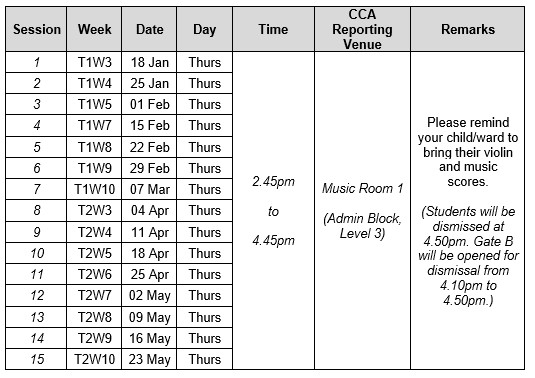 Session Week Date Day Time CCA Reporting Venue Remarks
1 T1W3 18 Jan Thurs
2 T1W4 25 Jan Thurs
3 T1W5 01 Feb Thurs
4 T1W7 15 Feb Thurs
5 T1W8 22 Feb Thurs
6 T1W9 29 Feb Thurs
7 T1W10 07 Mar Thurs
8 T2W3 04 Apr Thurs
9 T2W4 11 Apr Thurs
10 T2W5 18 Apr Thurs
11 T2W6 25 Apr Thurs
12 T2W7 02 May Thurs
13 T2W8 09 May Thurs
14 T2W9 16 May Thurs
15 T2W10 23 May Thurs
2.45pm
to
4.45pm
Music Room 1
(Admin Block,
Level 3)
Please remind
your child/ward to
bring their violin
and music
scores.
(Students will be
dismissed at
4.50pm. Gate B
will be opened for
dismissal from
4.10pm to
4.50pm.)